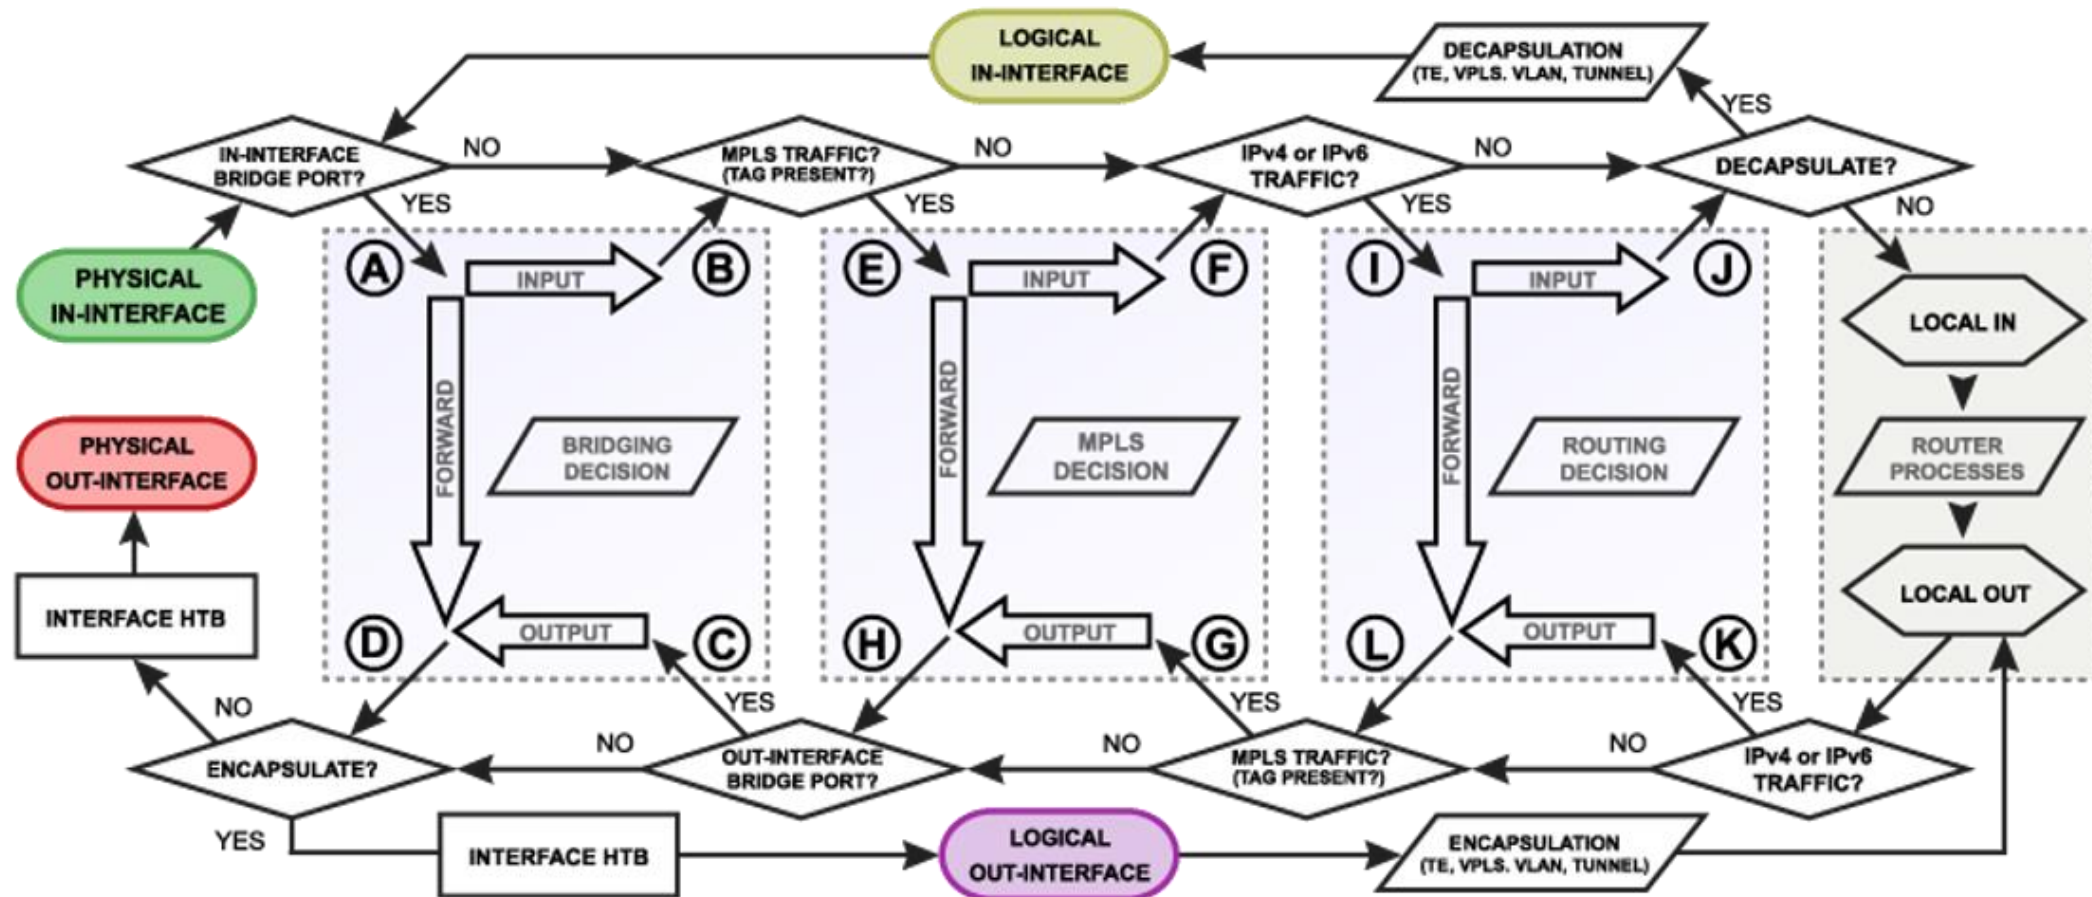 LOGICAL
IN-INTERFACE
DECAPSULATION
(TE, VPLS. VLAN, TUNNEL)
YES
IN-INTERFACE
BRIDGE PORT?
NO
MPLS TRAFFIC?
(TAG PRESENT?)
NO
IPv4 or IPv6
TRAFFIC?
NO
DECAPSULATE?
YES
YES
YES
NO
PHYSICAL
IN-INTERFACE
A
INPUT
B
E
INPUT
F
I
INPUT
J
LOCAL IN
FORWARD
FORWARD
FORWARD
PHYSICAL
OUT-INTERFACE
BRIDGING
DECISION
MPLS
DECISION
ROUTING
DECISION
ROUTER
PROCESSES
INTERFACE HTB
LOCAL OUT
D
OUTPUT
C
H
OUTPUT
G
L
OUTPUT
K
NO
YES
YES
YES
ENCAPSULATE?
NO
OUT-INTERFACE
BRIDGE PORT?
NO
MPLS TRAFFIC?
(TAG PRESENT?)
NO
IPv4 or IPv6
TRAFFIC?
YES
INTERFACE HTB
LOGICAL
OUT-INTERFACE
ENCAPSULATION
(TE, VPLS. VLAN, TUNNEL)